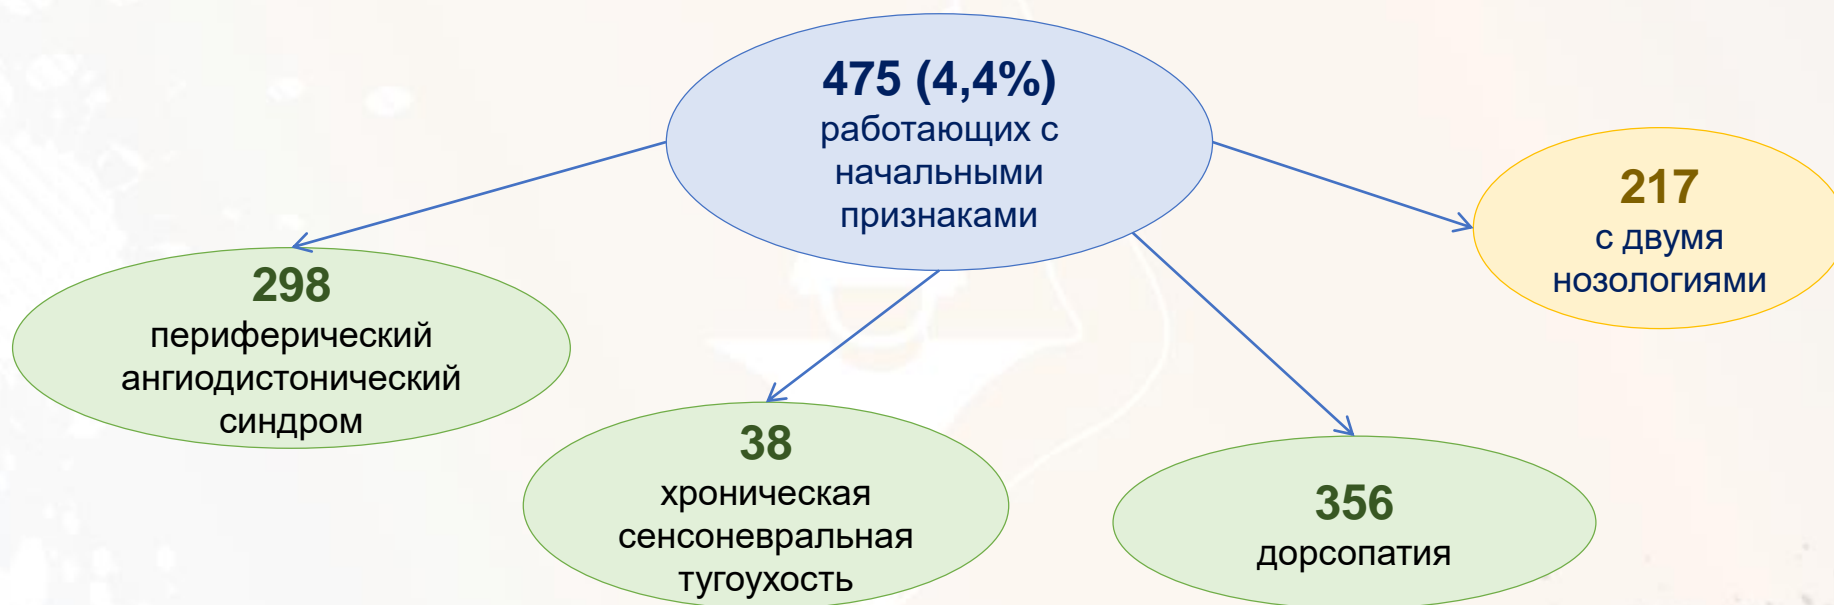 475 (4,4%)
работающих с
начальными
признаками
217
с двумя
нозологиями
298
периферический
ангиодистонический
синдром
38
хроническая
сенсоневральная
тугоухость
356
дорсопатия